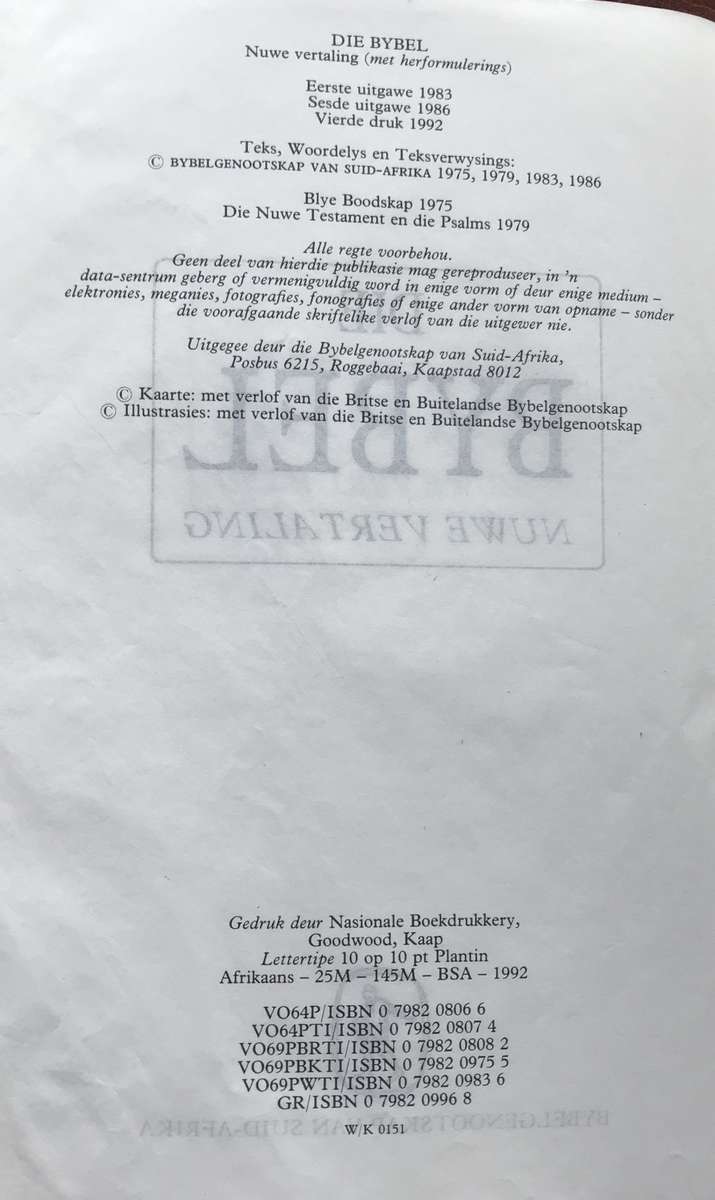 DIE BYBEL
Nuwe vertaling (met herformulerings)
Eerste uitgawe 1983
Sesde uitgawe 1986
Vierde druk 1992
Teks, Woordelys en Teksverwysings:
© BYBELGENOOTSKAP VAN SUID-AFRIKA 1975, 1979, 1983, 1986
Blye Boodskap 1975
Die Nuwe Testament en die Psalms 1979
Alle regte voorbehou.
Geen deel van hierdie publikasie mag gereproduseer, in 'n
data-sentrum geberg of vermenigvuldig word in enige vorm of deur enige medium –
elektronies, meganies, fotografies, fonografies of enige ander vorm van opname – sonder
die voorafgaande skriftelike verlof van die uitgewer nie.
Uitgegee deur die Bybelgenootskap van Suid-Afrika,
Posbus 6215, Roggebaai, Kaapstad 8012
© Kaarte: met verlof van die Britse en Buitelandse Bybelgenootskap
© Illustrasies: met verlof van die Britse en Buitelandse Bybelgenootskap
DIE
BYBEL
NUWE VERTALING
Gedruk deur Nasionale Boekdrukkery,
Goodwood, Kaap
Lettertipe 10 op 10 pt Plantin
Afrikaans – 25M – 145M – BSA – 1992
VO64P/ISBN 0 7982 0806 6
VO64PTI/ISBN 0 7982 0807 4
VO69PBRTI/ISBN 0 7982 0808 2
VO69PBKTI/ISBN 0 7982 0975 5
VO69PWTI/ISBN 0 7982 0983 6
GR/ISBN 0 7982 0996 8
BYBELGENOOTSKAP VAN SUID-AFRIKA
W/K 0151